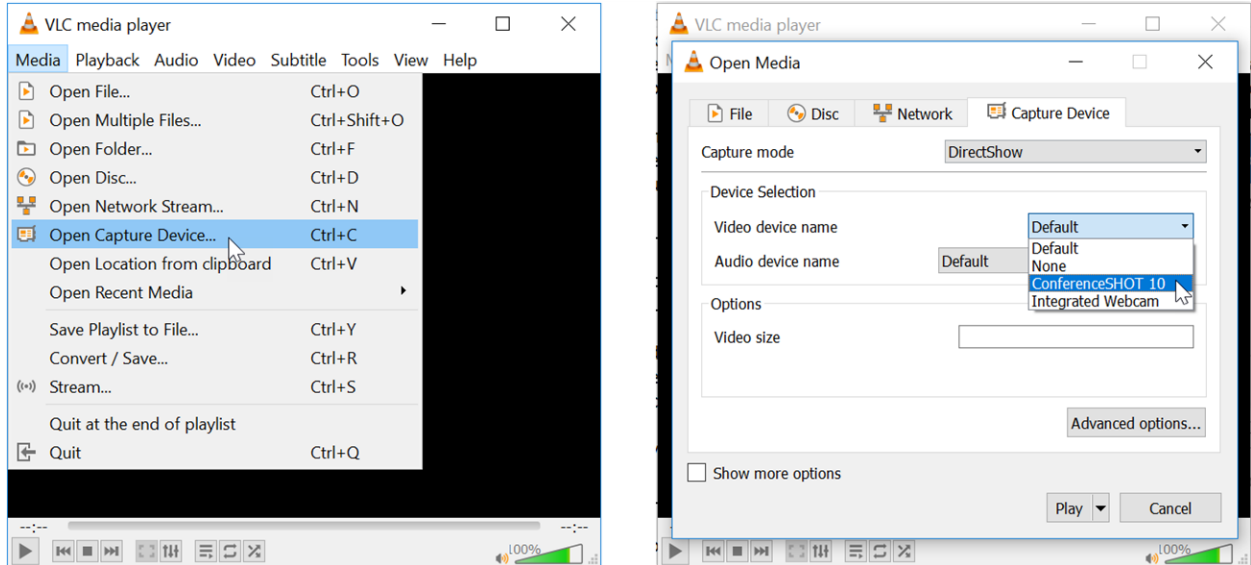 VLC media player
Media Playback Audio Video Subtitle Tools View Help
Open File... Ctrl+O
Open Multiple Files... Ctrl+Shift+O
Open Folder... Ctrl+F
Open Disc... Ctrl+D
Open Network Stream... Ctrl+N
Open Capture Device... Ctrl+C
Open Location from clipboard Ctrl+V
Open Recent Media
Save Playlist to File... Ctrl+Y
Convert / Save... Ctrl+R
Stream... Ctrl+S
Quit at the end of playlist
Quit Ctrl+Q
--:-- --:--
100%
VLC media player
Open Media
File Disc Network Capture Device
Capture mode DirectShow
Device Selection
Video device name Default
Default
Audio device name Default
None
ConferenceSHOT 10
Integrated Webcam
Options
Video size
Advanced options...
Show more options
Play Cancel
100%